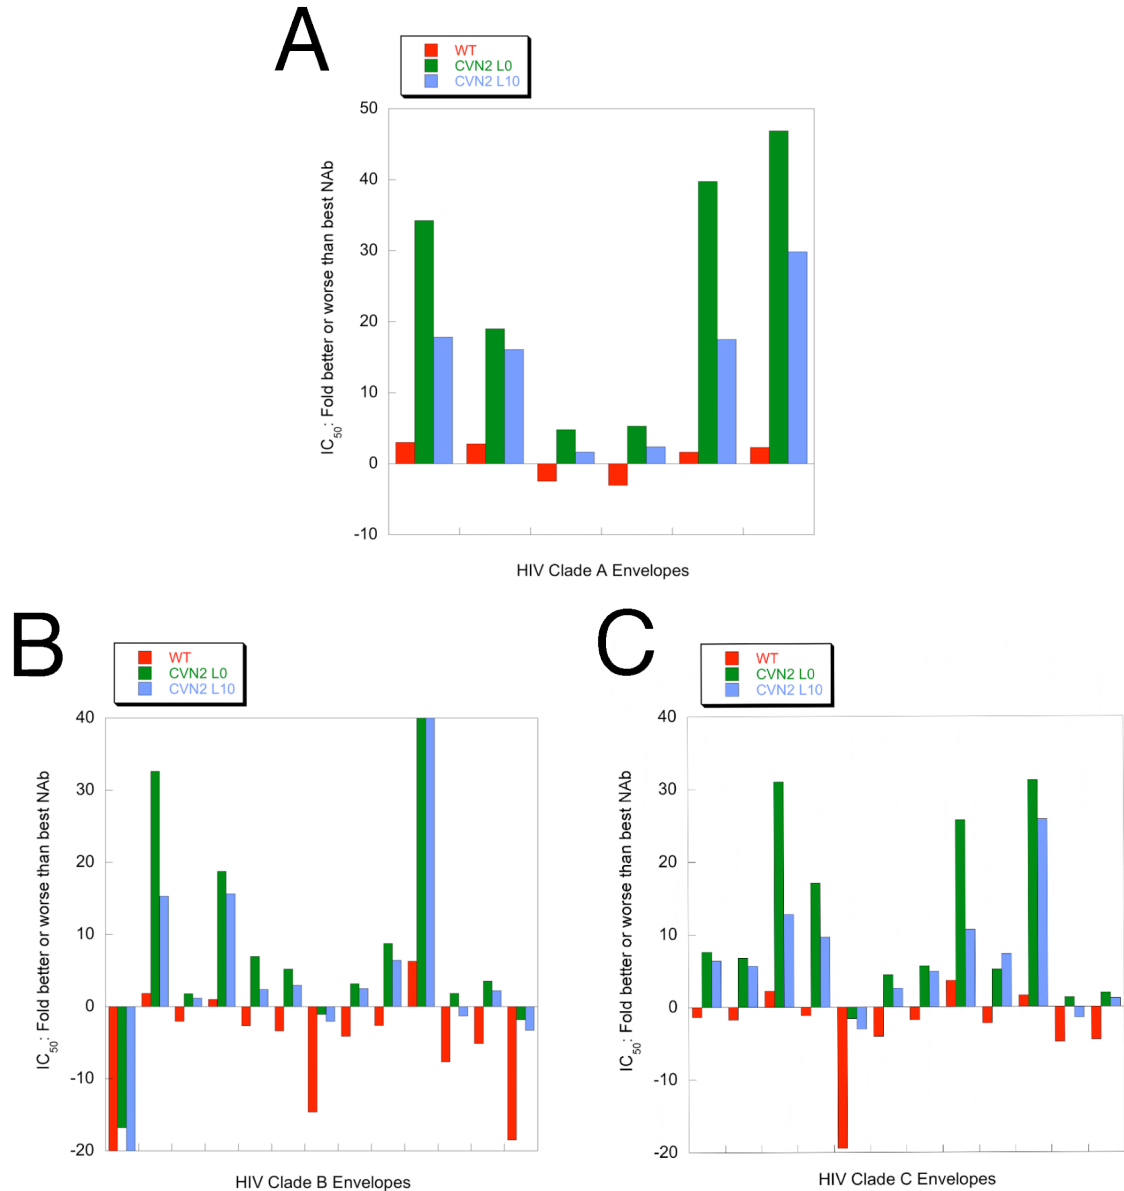 A
WT
CVN2 L0
CVN2 L10
IC50: Fold better or worse than best NAb
50
40
30
20
10
0
-10
HIV Clade A Envelopes
B
WT
CVN2 L0
CVN2 L10
IC50: Fold better or worse than best NAb
40
30
20
10
0
-10
-20
HIV Clade B Envelopes
C
WT
CVN2 L0
CVN2 L10
IC50: Fold better or worse than best NAb
40
30
20
10
0
-10
-20
HIV Clade C Envelopes